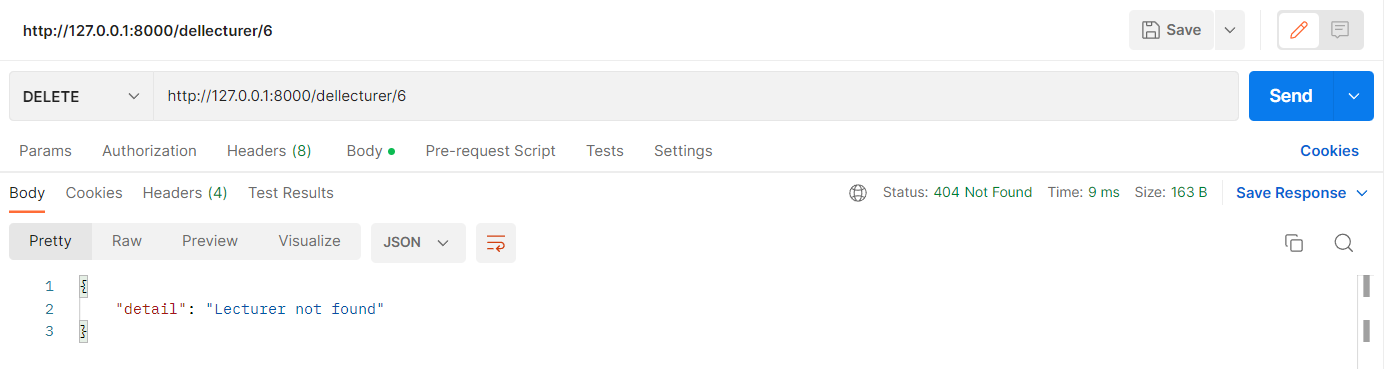 http://127.0.0.1:8000/dellecturer/6 Save
DELETE http://127.0.0.1:8000/dellecturer/6 Send
Params Authorization Headers (8) Body Pre-request Script Tests Settings Cookies
Body Cookies Headers (4) Test Results Status: 404 Not Found Time: 9 ms Size: 163 B Save Response
Pretty Raw Preview Visualize JSON
1 {
2 "detail": "Lecturer not found"
3 }